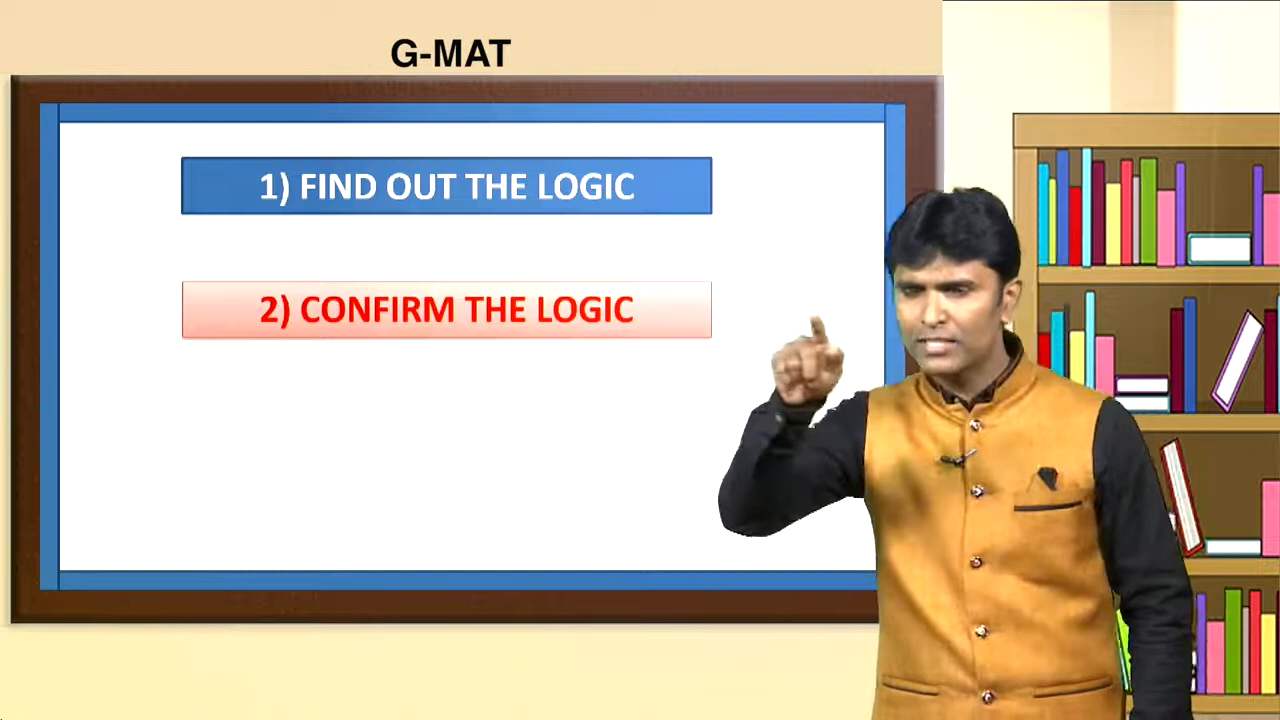 G-MAT
1) FIND OUT THE LOGIC
2) CONFIRM THE LOGIC